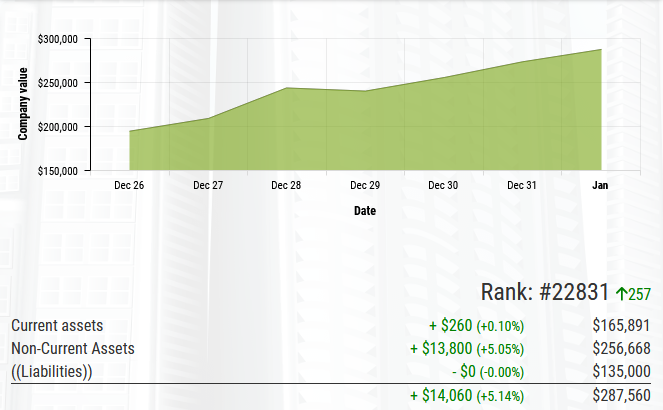 $300,000
$250,000
$200,000
$150,000
Company value
Dec 26 Dec 27 Dec 28 Dec 29 Dec 30 Dec 31 Jan
Date
Rank: #22831 ↑257
Current assets + $260 (+0.10%) $165,891
Non-Current Assets + $13,800 (+5.05%) $256,668
((Liabilities)) - $0 (-0.00%) $135,000
+ $14,060 (+5.14%) $287,560